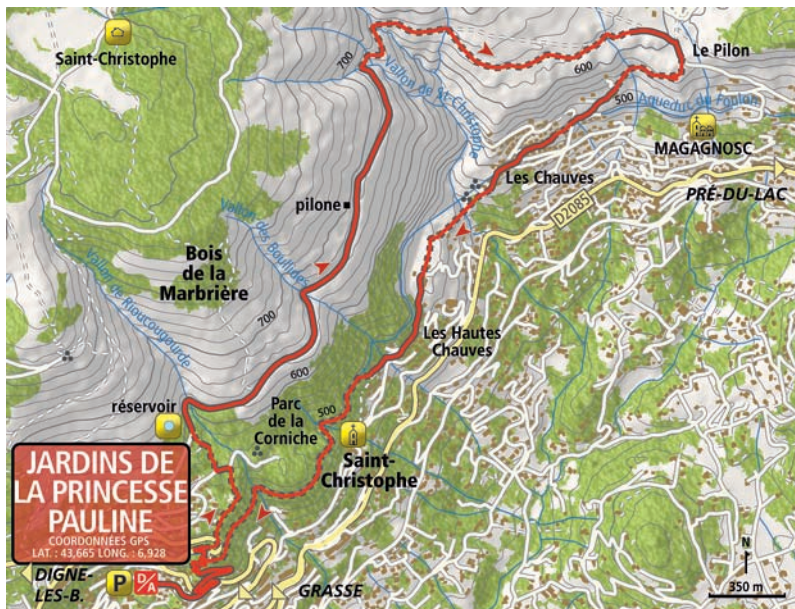 Saint-Christophe
700
Vallon de St-Christophe
600
Le Pilon
500
Aqueduc du Foulon
MAGAGNOSC
Les Chauves
PRÉ-DU-LAC
D2085
pilone
Vallon des Bouillides
Bois
de la
Marbrière
Vallon de Rioucougourde
700
Les Hautes
Chauves
600
réservoir
Parc
de la
Corniche
500
Saint-
Christophe
JARDINS DE
LA PRINCESSE
PAULINE
COORDONNÉES GPS
LAT. : 43,665 LONG. : 6,928
DIGNE-
LES-B.
P
D/A
GRASSE
N
350 m